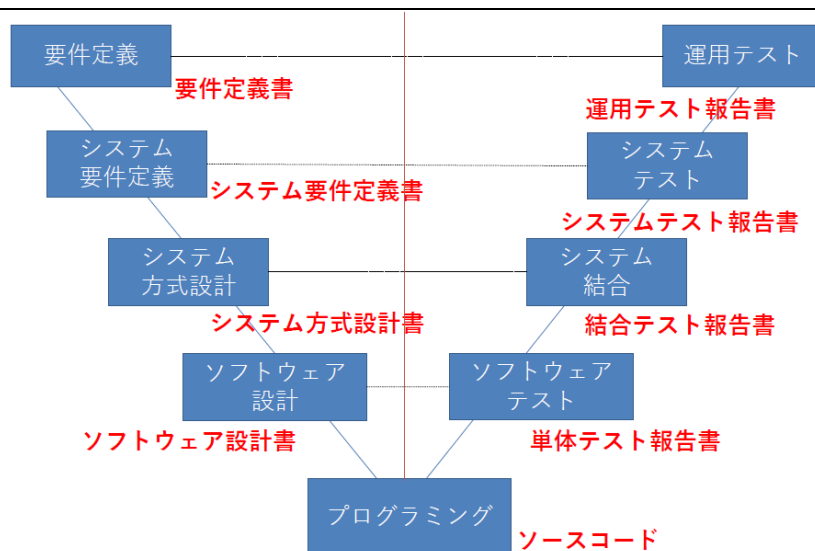 要件定義
運用テスト
要件定義書
運用テスト報告書
システム
要件定義
システム
テスト
システム要件定義書
システムテスト報告書
システム
方式設計
システム
結合
システム方式設計書
結合テスト報告書
ソフトウェア
設計
ソフトウェア
テスト
ソフトウェア設計書
単体テスト報告書
プログラミング
ソースコード